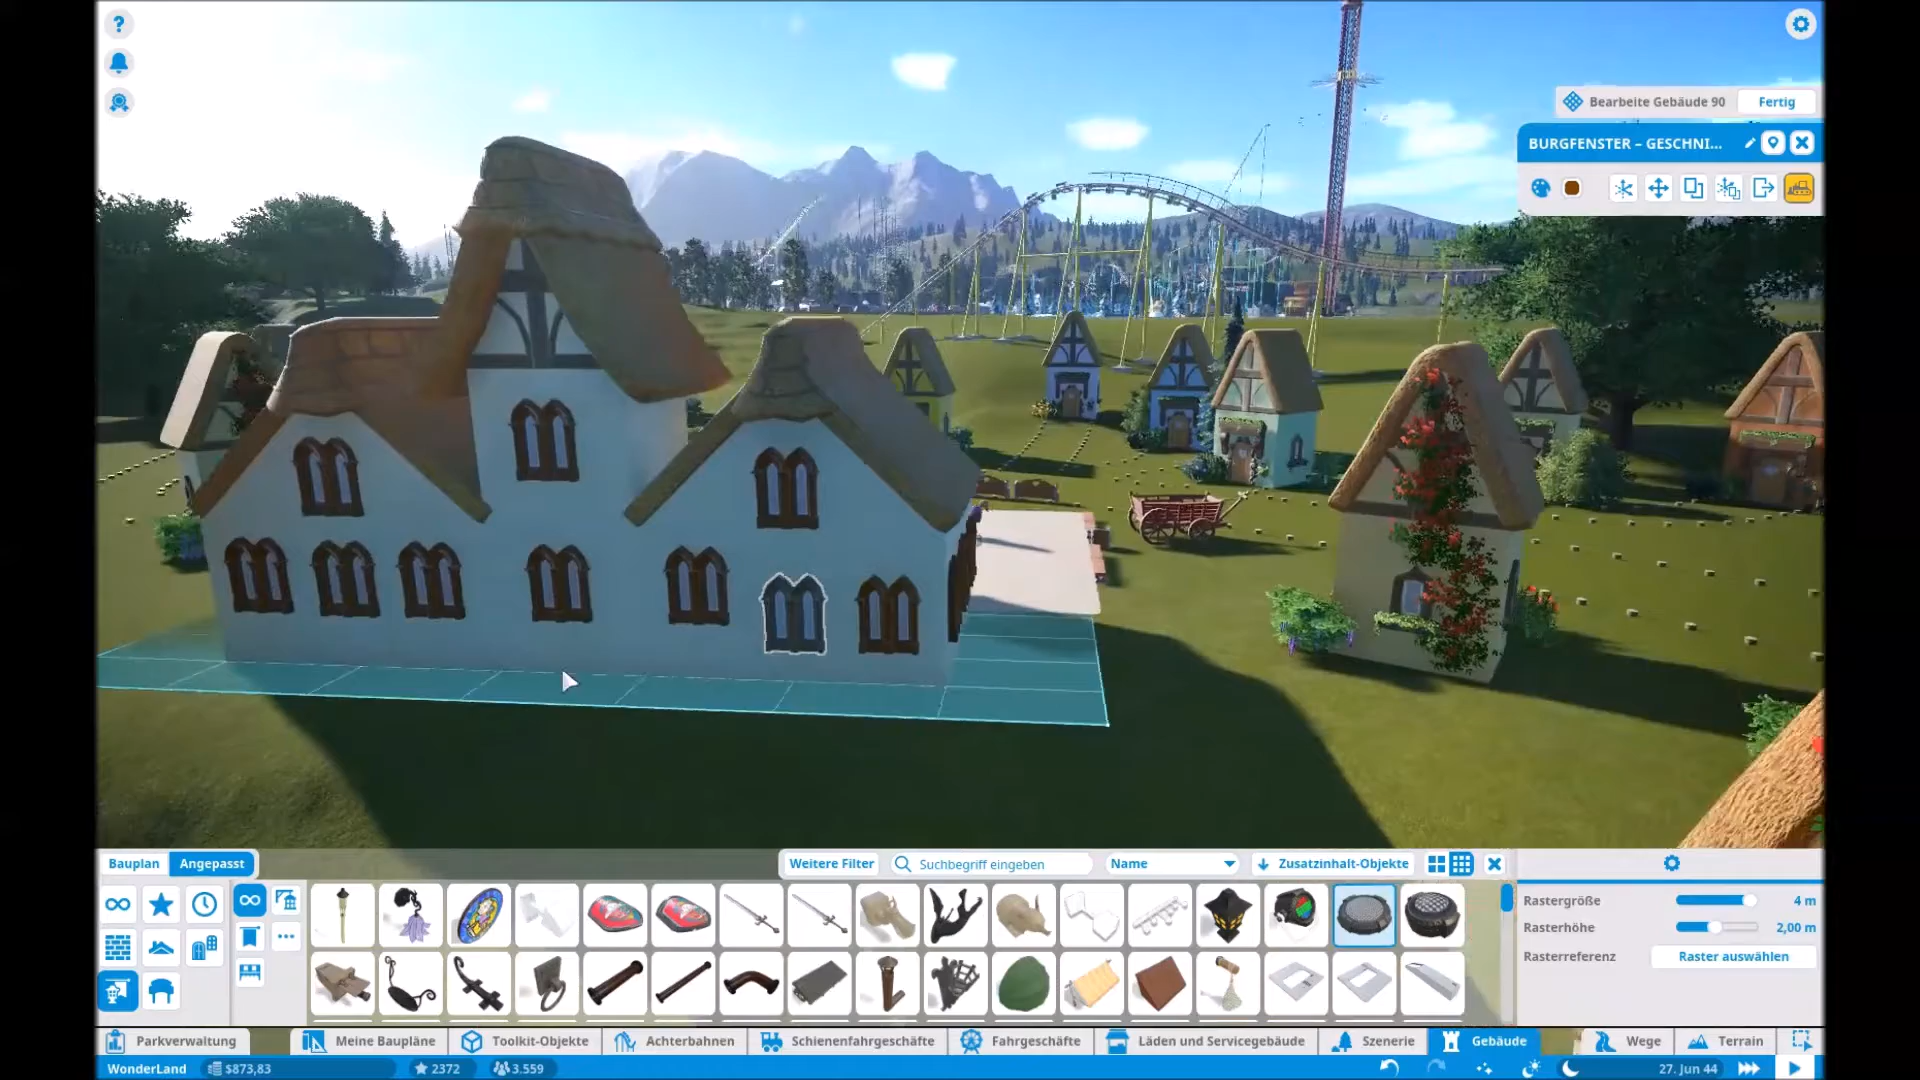 ?
Bearbeite Gebäude 90
Fertig
BURGFENSTER – GESCHNI...
Bauplan
Angepasst
Weitere Filter
Suchbegriff eingeben
Name
Zusatzinhalt-Objekte
Rastergröße
4 m
Rasterhöhe
2,00 m
Rasterreferenz
Raster auswählen
Parkverwaltung
Meine Baupläne
Toolkit-Objekte
Achterbahnen
Schienenfahrgeschäfte
Fahrgeschäfte
Läden und Servicegebäude
Szenerie
Gebäude
Wege
Terrain
WonderLand
$873,83
2372
3.559
27. Jun 44